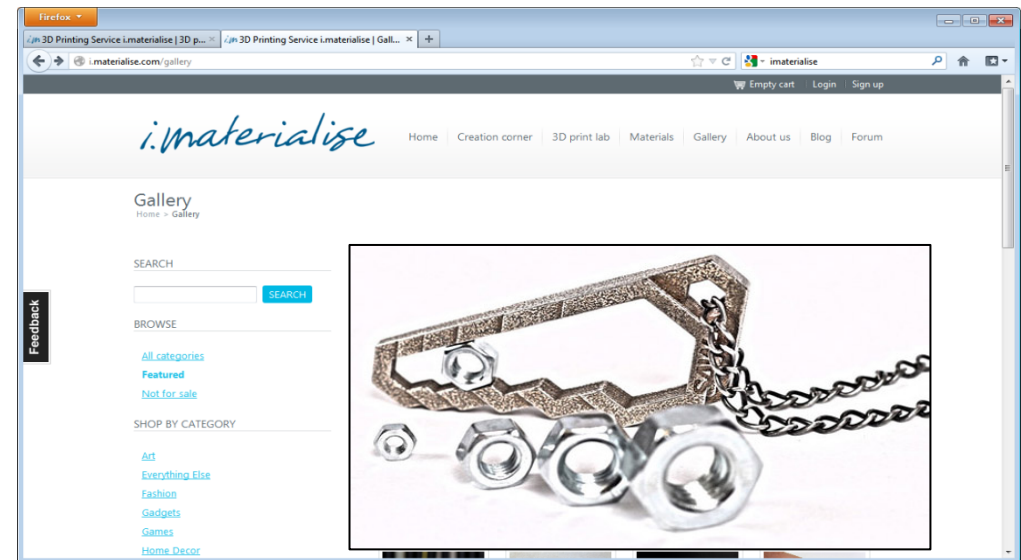 Firefox
i.m 3D Printing Service i.materialise | 3D p...
i.m 3D Printing Service i.materialise | Gall...
i.materialise.com/gallery
imaterialise
Empty cart Login Sign up
i.materialise
Home Creation corner 3D print lab Materials Gallery About us Blog Forum
Gallery
Home > Gallery
SEARCH
SEARCH
Feedback
BROWSE
All categories
Featured
Not for sale
SHOP BY CATEGORY
Art
Everything Else
Fashion
Gadgets
Games
Home Decor